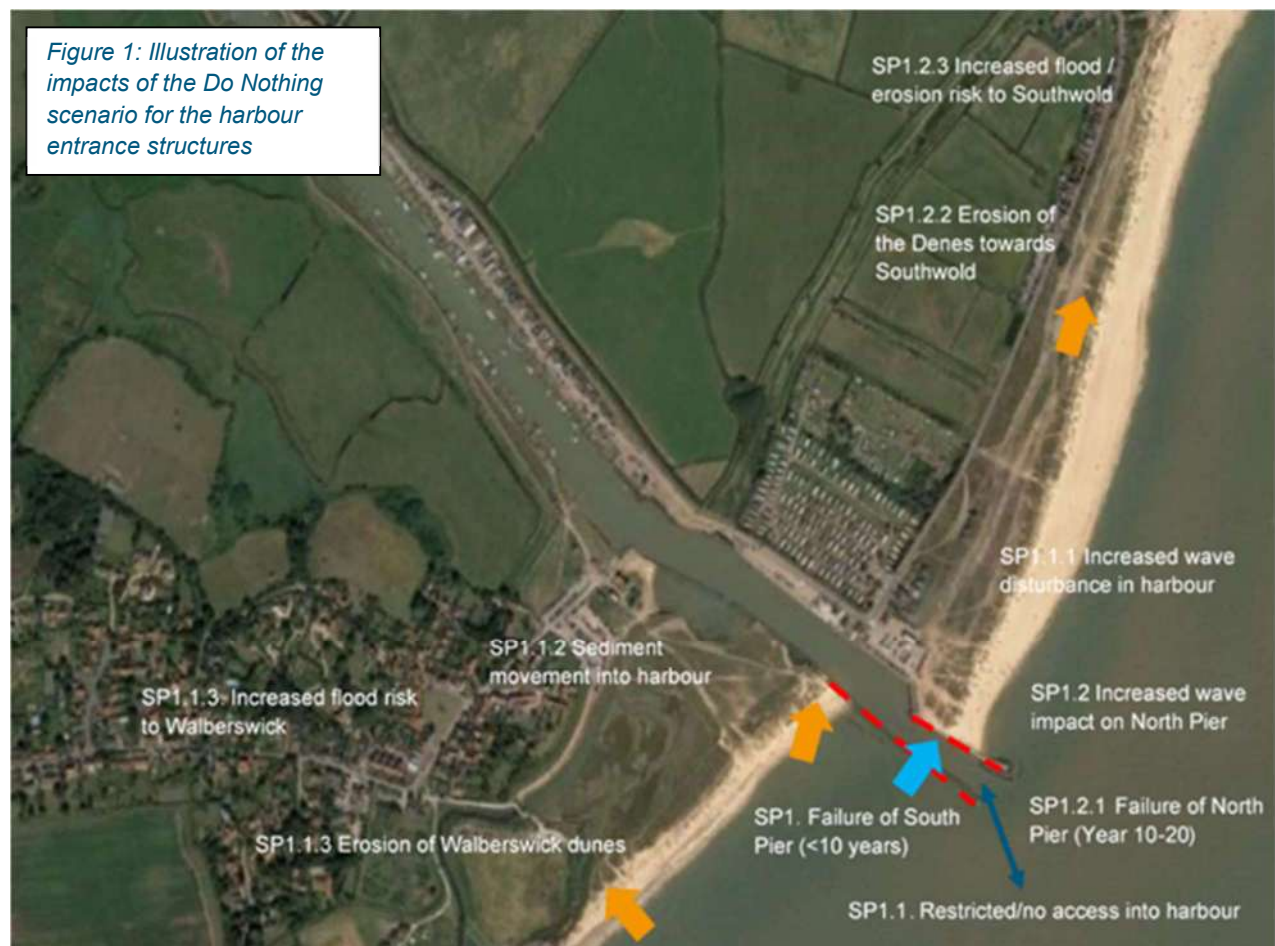 Figure 1: Illustration of the
impacts of the Do Nothing
scenario for the harbour
entrance structures
SP1.2.3 Increased flood /
erosion risk to Southwold
SP1.2.2 Erosion of
the Denes towards
Southwold
SP1.1.1 Increased wave
disturbance in harbour
SP1.1.2 Sediment
movement into harbour
SP1.1.3. Increased flood risk
to Walberswick
SP1.2 Increased wave
impact on North Pier
SP1. Failure of South
Pier (<10 years)
SP1.2.1 Failure of North
Pier (Year 10-20)
SP1.1.3 Erosion of Walberswick dunes
SP1.1. Restricted/no access into harbour